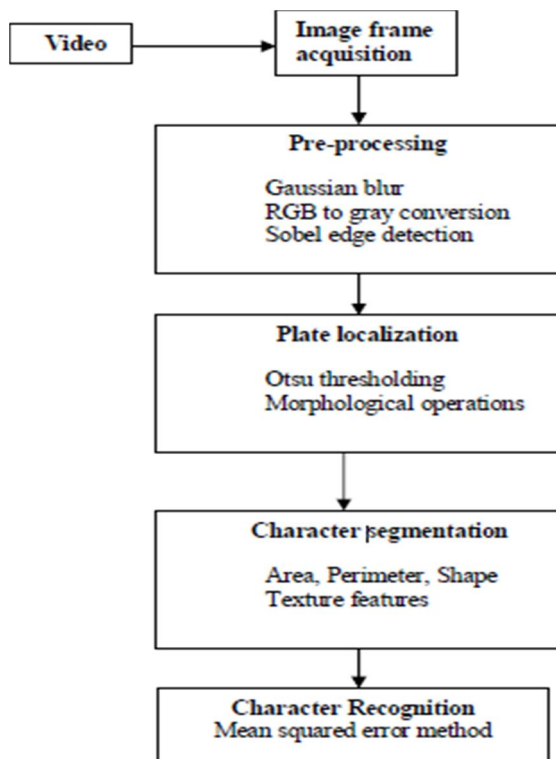 Video
Image frame
acquisition
Pre-processing
Gaussian blur
RGB to gray conversion
Sobel edge detection
Plate localization
Otsu thresholding
Morphological operations
Character segmentation
Area, Perimeter, Shape
Texture features
Character Recognition
Mean squared error method